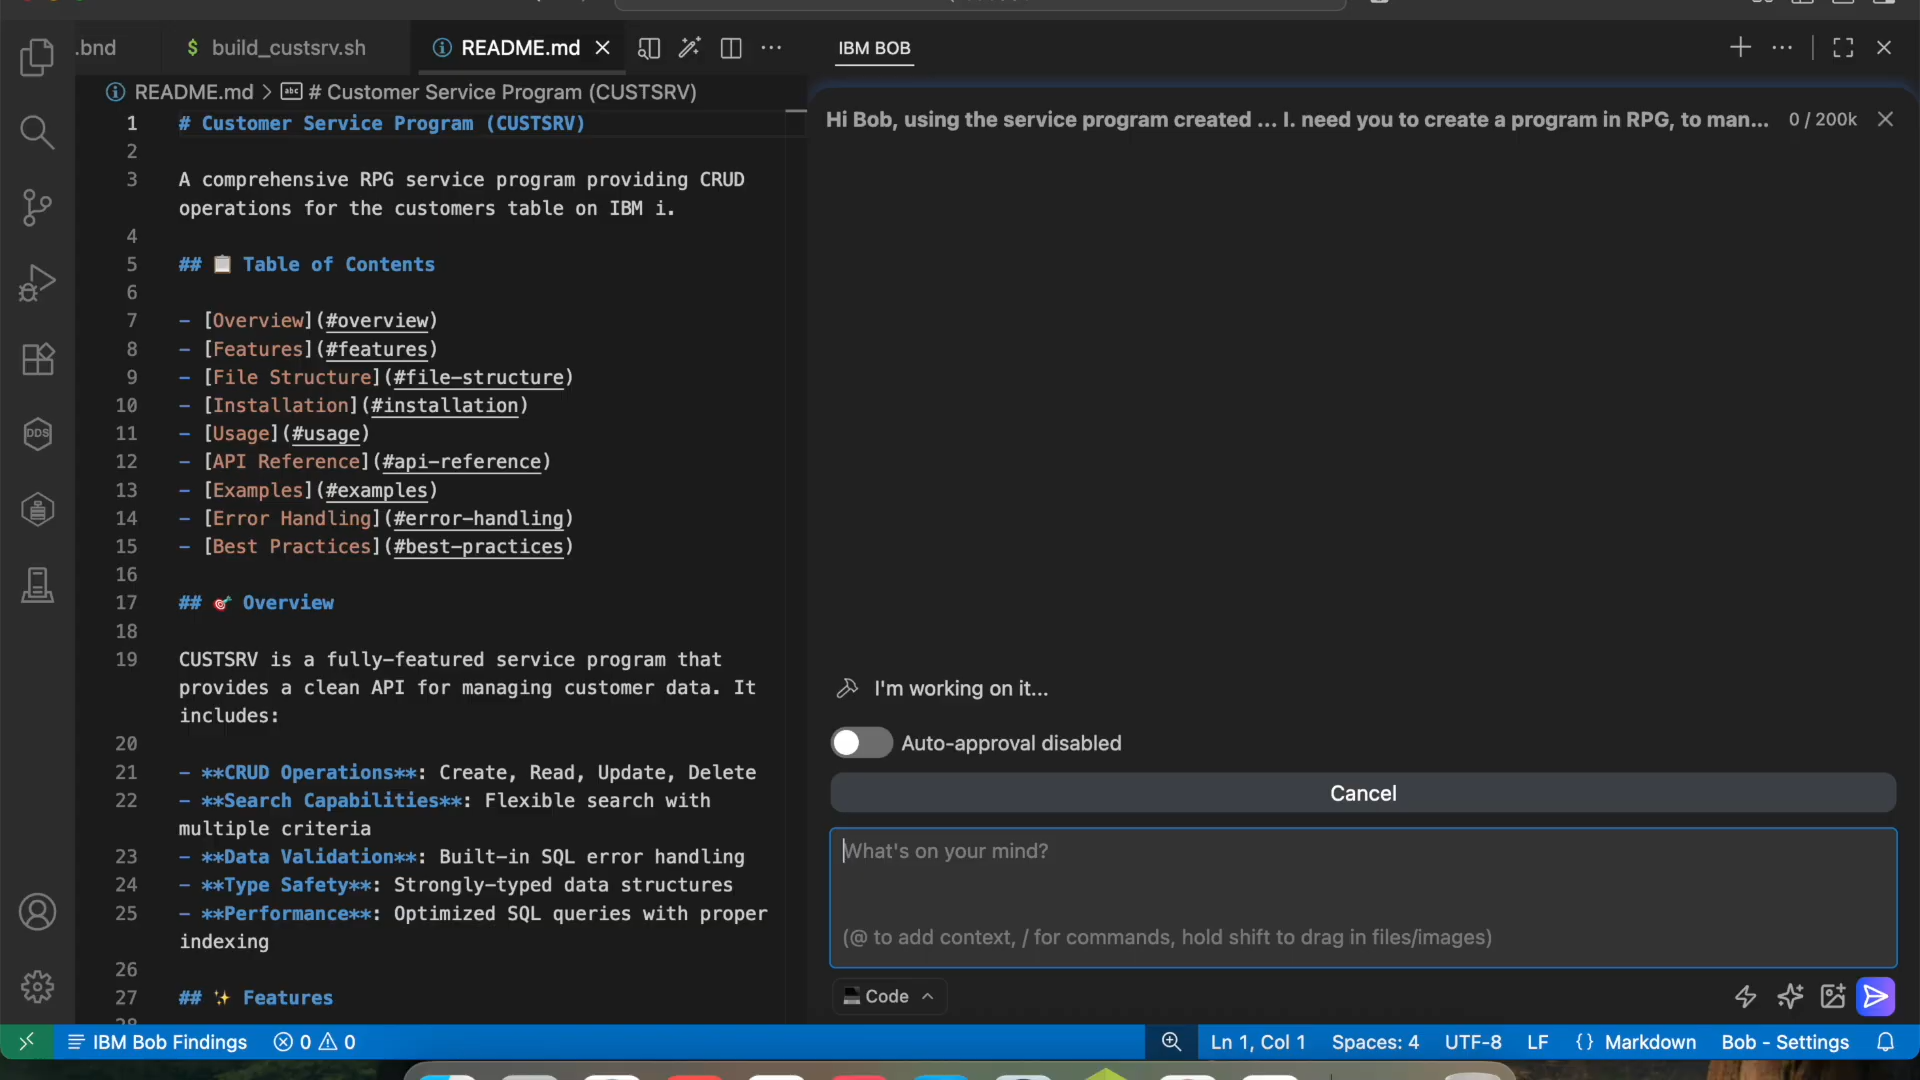 .bnd
$ build_custsrv.sh
README.md
IBM BOB
README.md > # Customer Service Program (CUSTSRV)
Hi Bob, using the service program created ... I. need you to create a program in RPG, to man... 0 / 200k
1 # Customer Service Program (CUSTSRV)
2
3 A comprehensive RPG service program providing CRUD
operations for the customers table on IBM i.
4
5 ## 📋 Table of Contents
6
7 - [Overview](#overview)
8 - [Features](#features)
9 - [File Structure](#file-structure)
10 - [Installation](#installation)
11 - [Usage](#usage)
12 - [API Reference](#api-reference)
13 - [Examples](#examples)
14 - [Error Handling](#error-handling)
15 - [Best Practices](#best-practices)
16
17 ## 🎯 Overview
18
19 CUSTSRV is a fully-featured service program that
provides a clean API for managing customer data. It
includes:
20
21 - **CRUD Operations**: Create, Read, Update, Delete
22 - **Search Capabilities**: Flexible search with
multiple criteria
23 - **Data Validation**: Built-in SQL error handling
24 - **Type Safety**: Strongly-typed data structures
25 - **Performance**: Optimized SQL queries with proper
indexing
26
27 ## ✨ Features
DDS
I'm working on it...
Auto-approval disabled
Cancel
What's on your mind?
(@ to add context, / for commands, hold shift to drag in files/images)
Code
IBM Bob Findings
0
0
Ln 1, Col 1
Spaces: 4
UTF-8
LF
{} Markdown
Bob - Settings